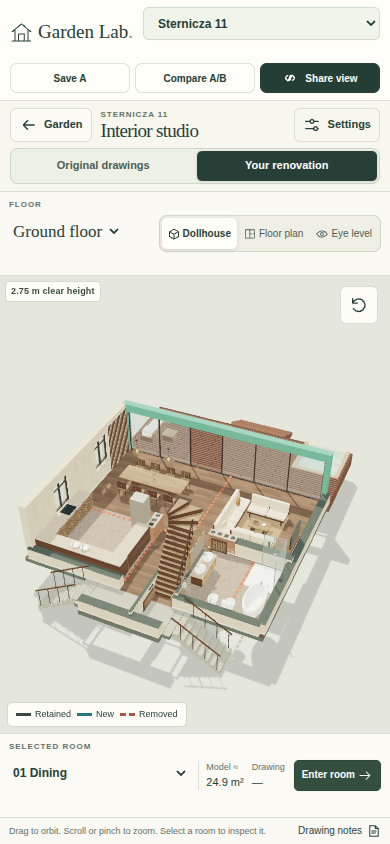 Garden Lab.
Sternicza 11
Save A
Compare A/B
Share view
Garden
STERNICZA 11
Interior studio
Settings
Original drawings
Your renovation
FLOOR
Ground floor
Dollhouse
Floor plan
Eye level
2.75 m clear height
Retained
New
Removed
SELECTED ROOM
01 Dining
Model ≈
Drawing
24.9 m²
—
Enter room
Drag to orbit. Scroll or pinch to zoom. Select a room to inspect it.
Drawing notes